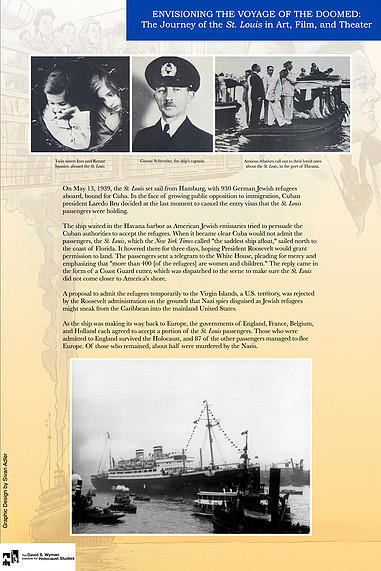 ENVISIONING THE VOYAGE OF THE DOOMED:
The Journey of the St. Louis in Art, Film, and Theater
Twin sisters Ines and Renate
Spanier, aboard the St. Louis.
Gustav Schroeder, the ship's captain.
Anxious relatives call out to their loved ones
about the St. Louis, in the port of Havana.
On May 13, 1939, the St. Louis set sail from Hamburg, with 930 German Jewish refugees
aboard, bound for Cuba. In the face of growing public opposition to immigration, Cuban
president Laredo Bru decided at the last moment to cancel the entry visas that the St. Louis
passengers were holding.
The ship waited in the Havana harbor as American Jewish emissaries tried to persuade the
Cuban authorities to accept the refugees. When it became clear Cuba would not admit the
passengers, the St. Louis, which the New York Times called "the saddest ship afloat," sailed north to
the coast of Florida. It hovered there for three days, hoping President Roosevelt would grant
permission to land. The passengers sent a telegram to the White House, pleading for mercy and
emphasizing that "more than 400 [of the refugees] are women and children." The reply came in
the form of a Coast Guard cutter, which was dispatched to the scene to make sure the St. Louis
did not come closer to America's shore.
A proposal to admit the refugees temporarily to the Virgin Islands, a U.S. territory, was rejected
by the Roosevelt administration on the grounds that Nazi spies disguised as Jewish refugees
might sneak from the Caribbean into the mainland United States.
As the ship was making its way back to Europe, the governments of England, France, Belgium,
and Holland each agreed to accept a portion of the St. Louis passengers. Those who were
admitted to England survived the Holocaust, and 87 of the other passengers managed to flee
Europe. Of those who remained, about half were murdered by the Nazis.
Graphic Design by Sivan Adler
The David S. Wyman
Institute for
Holocaust Studies